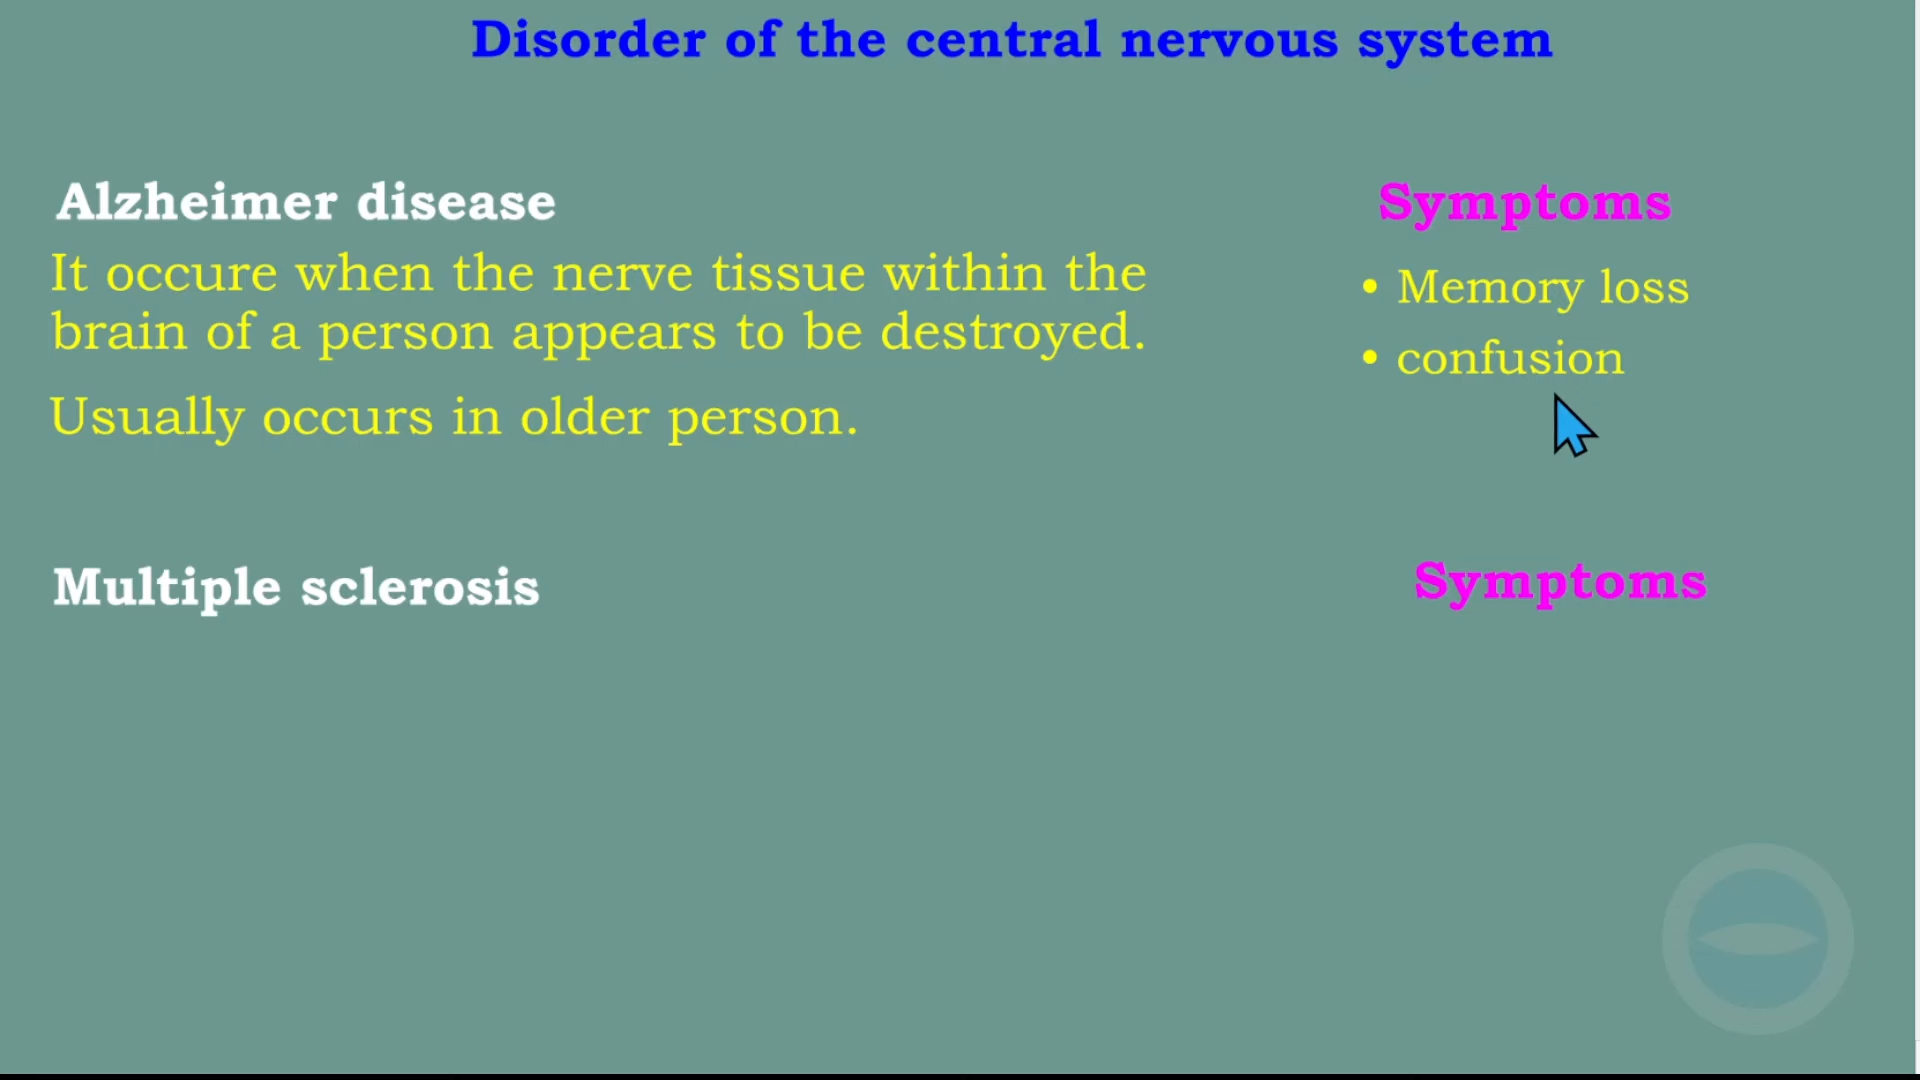 Disorder of the central nervous system
Alzheimer disease
It occure when the nerve tissue within the
brain of a person appears to be destroyed.
Usually occurs in older person.
Symptoms
• Memory loss
• confusion
Multiple sclerosis
Symptoms